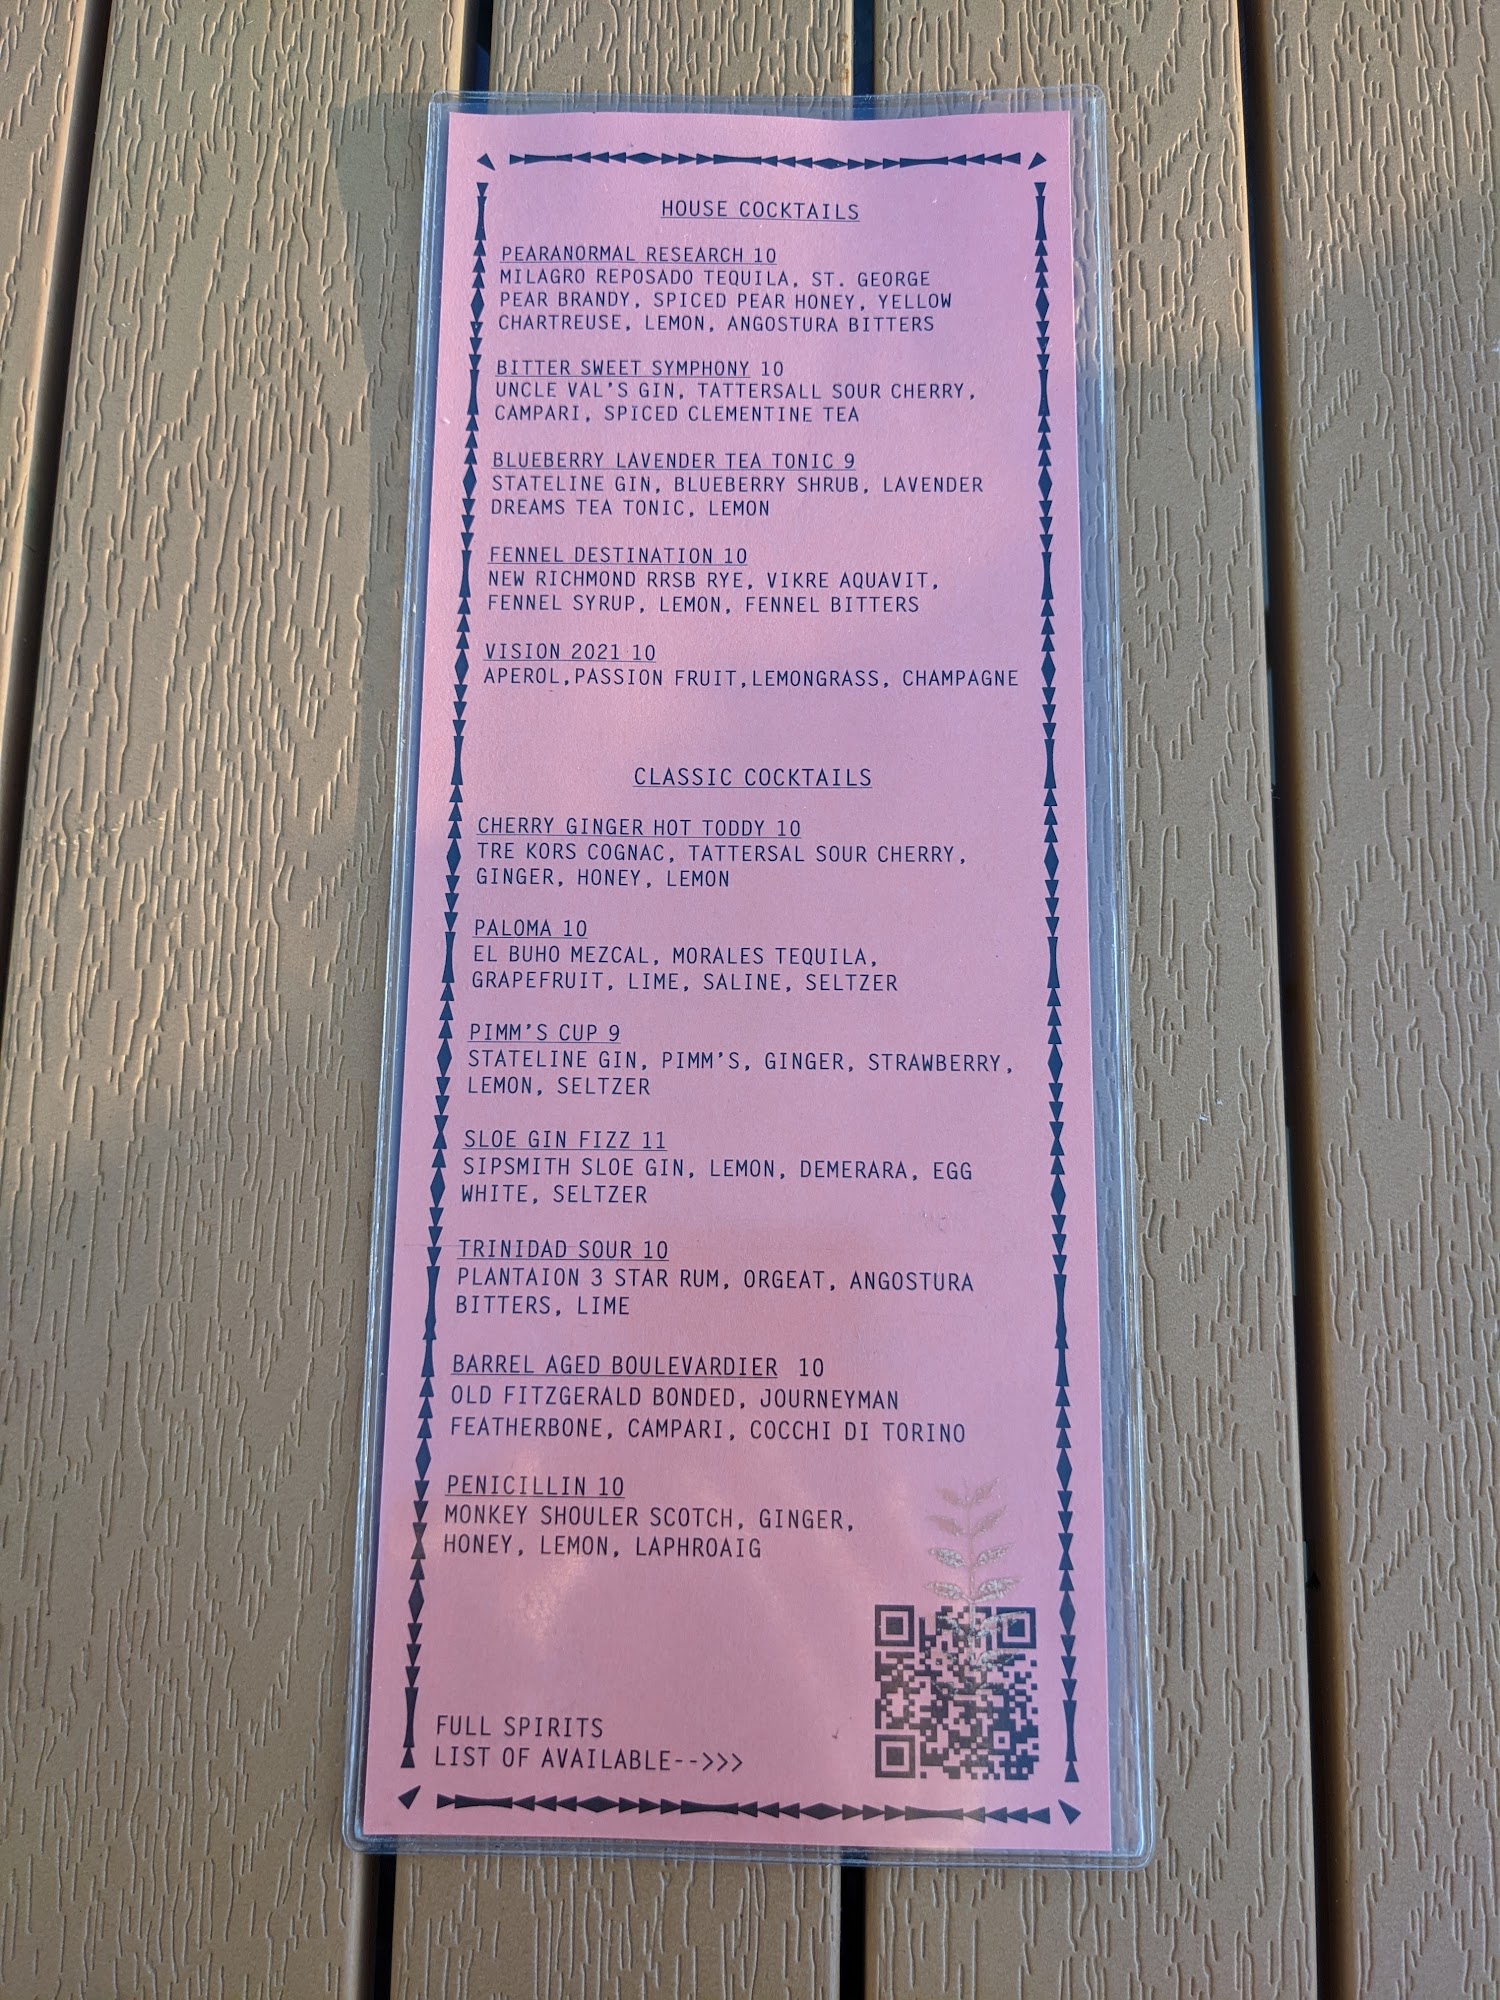 HOUSE COCKTAILS
PEARANORMAL RESEARCH 10
MILAGRO REPOSADO TEQUILA, ST. GEORGE
PEAR BRANDY, SPICED PEAR HONEY, YELLOW
CHARTREUSE, LEMON, ANGOSTURA BITTERS
BITTER SWEET SYMPHONY 10
UNCLE VAL'S GIN, TATTERSALL SOUR CHERRY,
CAMPARI, SPICED CLEMENTINE TEA
BLUEBERRY LAVENDER TEA TONIC 9
STATELINE GIN, BLUEBERRY SHRUB, LAVENDER
DREAMS TEA TONIC, LEMON
FENNEL DESTINATION 10
NEW RICHMOND RRSB RYE, VIKRE AQUAVIT,
FENNEL SYRUP, LEMON, FENNEL BITTERS
VISION 2021 10
APEROL,PASSION FRUIT,LEMONGRASS, CHAMPAGNE
CLASSIC COCKTAILS
CHERRY GINGER HOT TODDY 10
TRE KORS COGNAC, TATTERSAL SOUR CHERRY,
GINGER, HONEY, LEMON
PALOMA 10
EL BUHO MEZCAL, MORALES TEQUILA,
GRAPEFRUIT, LIME, SALINE, SELTZER
PIMM'S CUP 9
STATELINE GIN, PIMM'S, GINGER, STRAWBERRY,
LEMON, SELTZER
SLOE GIN FIZZ 11
SIPSMITH SLOE GIN, LEMON, DEMERARA, EGG
WHITE, SELTZER
TRINIDAD SOUR 10
PLANTAION 3 STAR RUM, ORGEAT, ANGOSTURA
BITTERS, LIME
BARREL AGED BOULEVARDIER 10
OLD FITZGERALD BONDED, JOURNEYMAN
FEATHERBONE, CAMPARI, COCCHI DI TORINO
PENICILLIN 10
MONKEY SHOULER SCOTCH, GINGER,
HONEY, LEMON, LAPHROAIG
FULL SPIRITS
LIST OF AVAILABLE-->>>